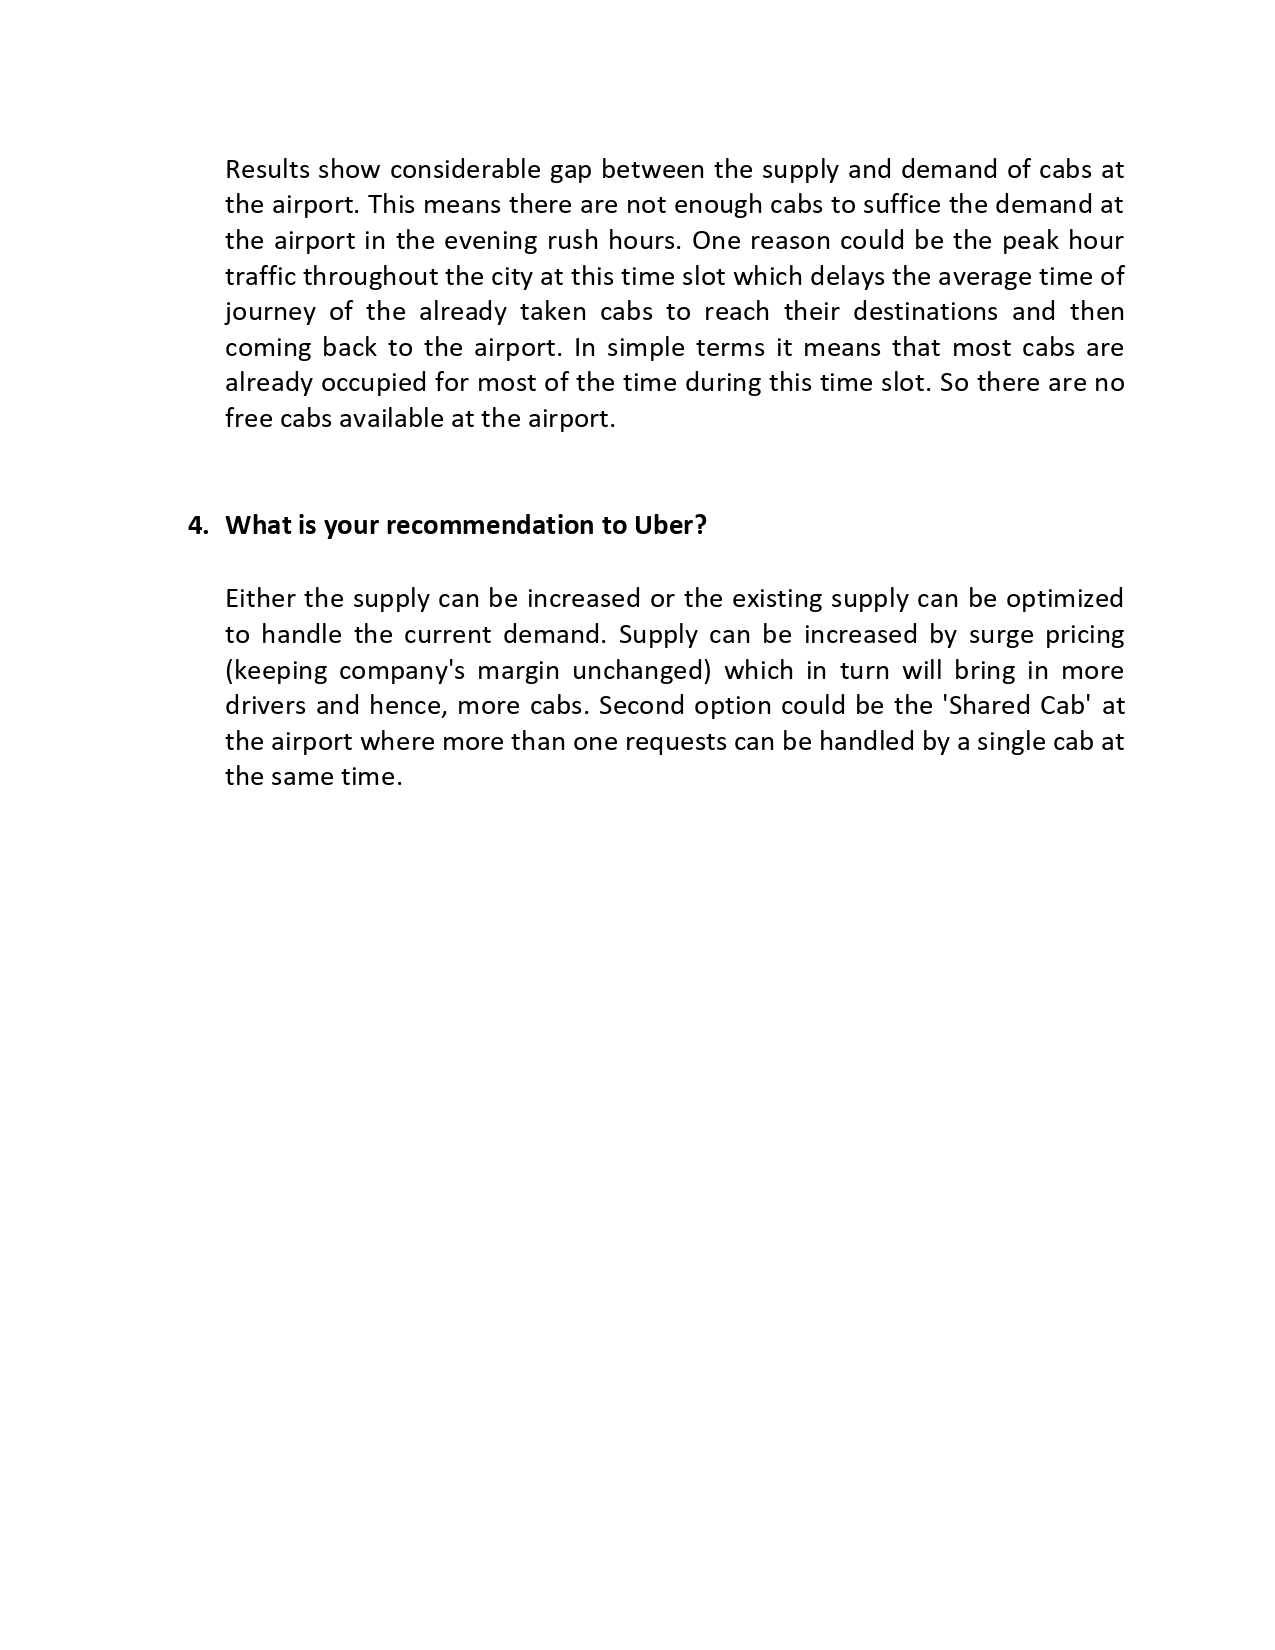 Results show considerable gap between the supply and demand of cabs at
the airport. This means there are not enough cabs to suffice the demand at
the airport in the evening rush hours. One reason could be the peak hour
traffic throughout the city at this time slot which delays the average time of
journey of the already taken cabs to reach their destinations and then
coming back to the airport. In simple terms it means that most cabs are
already occupied for most of the time during this time slot. So there are no
free cabs available at the airport.
4. What is your recommendation to Uber?
Either the supply can be increased or the existing supply can be optimized
to handle the current demand. Supply can be increased by surge pricing
(keeping company's margin unchanged) which in turn will bring in more
drivers and hence, more cabs. Second option could be the 'Shared Cab' at
the airport where more than one requests can be handled by a single cab at
the same time.